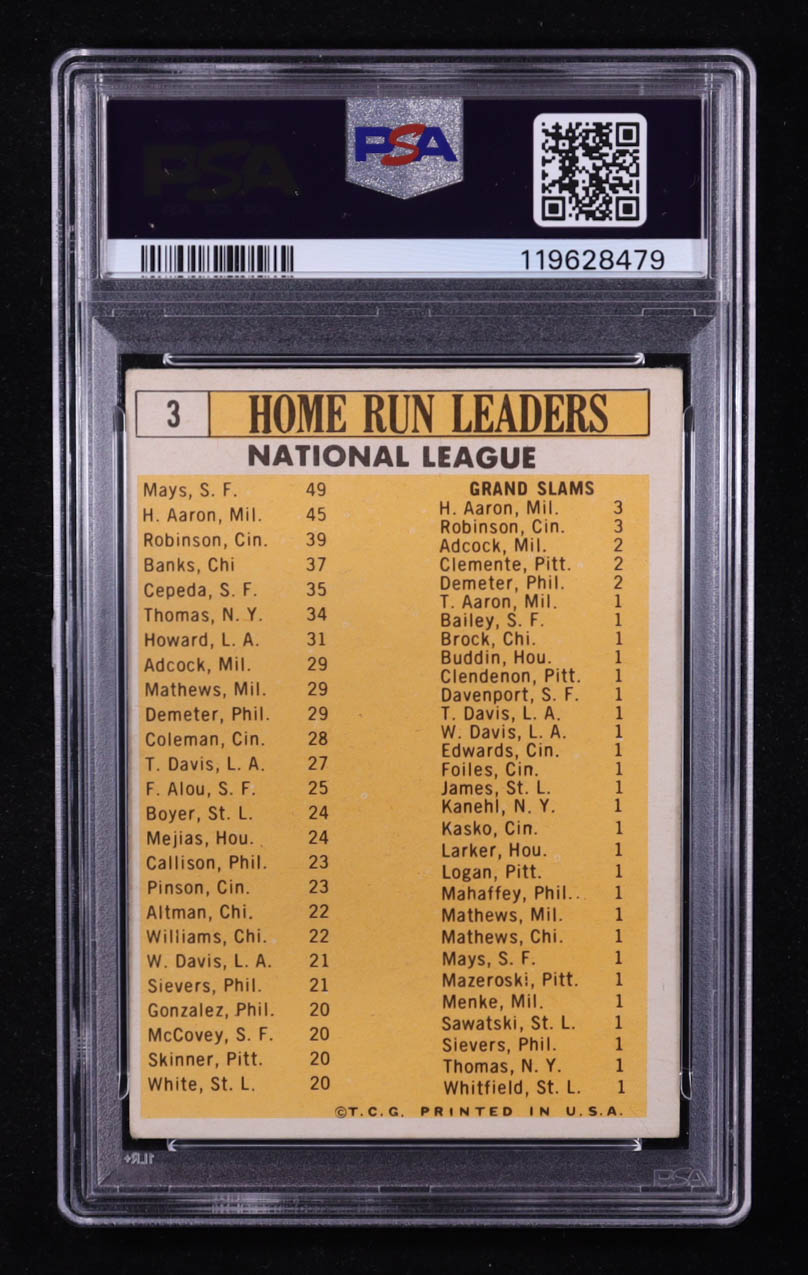 PSA
PSA
119628479
3 HOME RUN LEADERS
NATIONAL LEAGUE
Mays, S. F. 49
H. Aaron, Mil. 45
Robinson, Cin. 39
Banks, Chi 37
Cepeda, S. F. 35
Thomas, N. Y. 34
Howard, L. A. 31
Adcock, Mil. 29
Mathews, Mil. 29
Demeter, Phil. 29
Coleman, Cin. 28
T. Davis, L. A. 27
F. Alou, S. F. 25
Boyer, St. L. 24
Mejias, Hou. 24
Callison, Phil. 23
Pinson, Cin. 23
Altman, Chi. 22
Williams, Chi. 22
W. Davis, L. A. 21
Sievers, Phil. 21
Gonzalez, Phil. 20
McCovey, S. F. 20
Skinner, Pitt. 20
White, St. L. 20
GRAND SLAMS
H. Aaron, Mil. 3
Robinson, Cin. 3
Adcock, Mil. 2
Clemente, Pitt. 2
Demeter, Phil. 2
T. Aaron, Mil. 1
Bailey, S. F. 1
Brock, Chi. 1
Buddin, Hou. 1
Clendenon, Pitt. 1
Davenport, S. F. 1
T. Davis, L. A. 1
W. Davis, L. A. 1
Edwards, Cin. 1
Foiles, Cin. 1
James, St. L. 1
Kanehl, N. Y. 1
Kasko, Cin. 1
Larker, Hou. 1
Logan, Pitt. 1
Mahaffey, Phil... 1
Mathews, Mil. 1
Mathews, Chi. 1
Mays, S. F. 1
Mazeroski, Pitt. 1
Menke, Mil. 1
Sawatski, St. L. 1
Sievers, Phil. 1
Thomas, N. Y. 1
Whitfield, St. L. 1
©T.C.G. PRINTED IN U.S.A.
1LR+
PSA